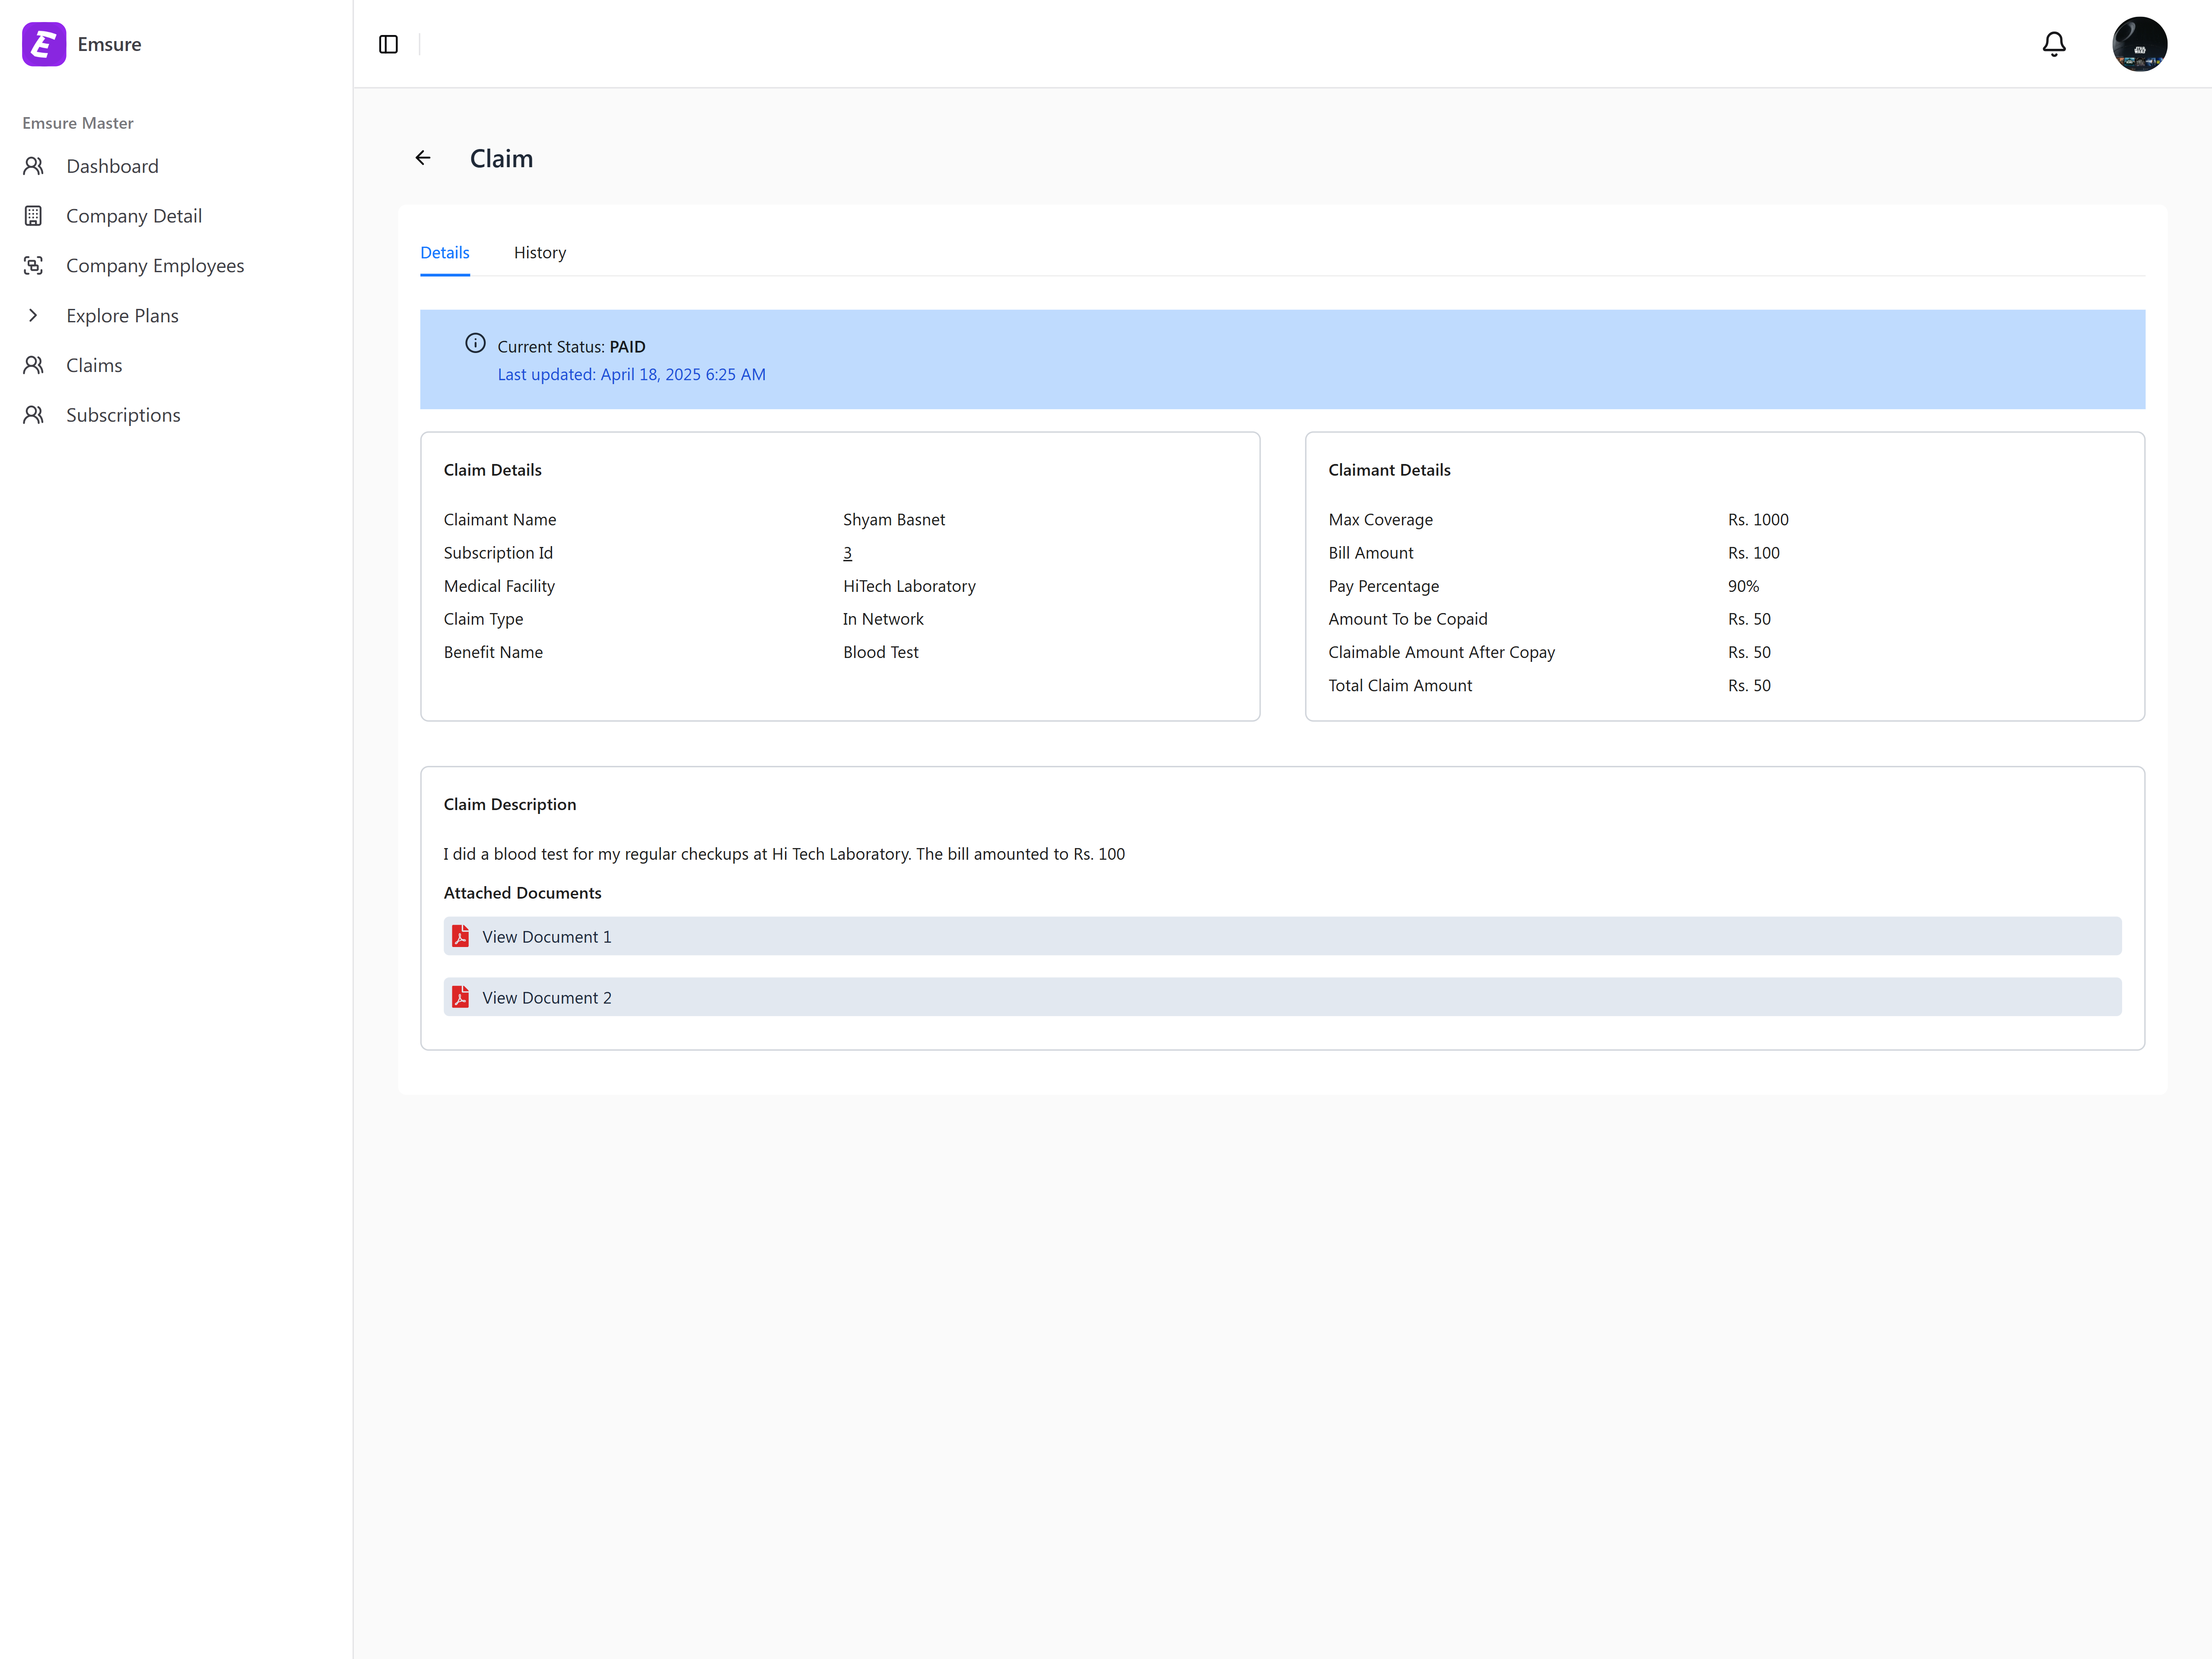 Emsure
Emsure Master
Dashboard
Company Detail
Company Employees
Explore Plans
Claims
Subscriptions
Claim
Details History
Current Status: PAID
Last updated: April 18, 2025 6:25 AM
Claim Details
Claimant Name Shyam Basnet
Subscription Id 3
Medical Facility HiTech Laboratory
Claim Type In Network
Benefit Name Blood Test
Claimant Details
Max Coverage Rs. 1000
Bill Amount Rs. 100
Pay Percentage 90%
Amount To be Copaid Rs. 50
Claimable Amount After Copay Rs. 50
Total Claim Amount Rs. 50
Claim Description
I did a blood test for my regular checkups at Hi Tech Laboratory. The bill amounted to Rs. 100
Attached Documents
View Document 1
View Document 2